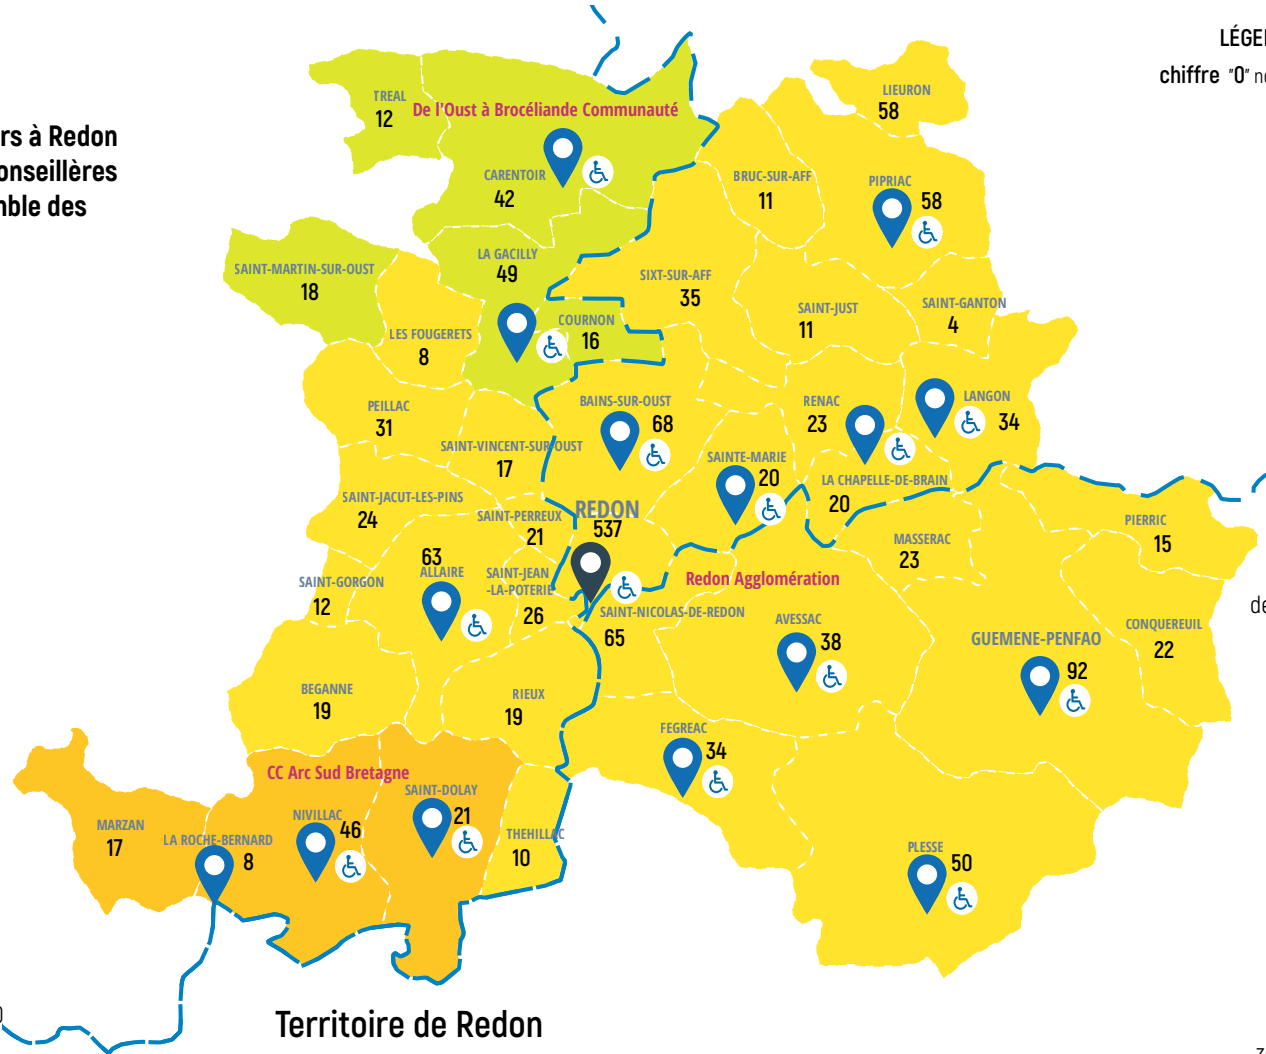 LÉGE
chiffre "0" n
rs à Redon
onseillères
mble des
TREAL
12
De l'Oust à Brocéliande Communauté
CARENTOIR
42
LIEURON
58
BRUC-SUR-AFF
11
PIPRIAC
58
LA GACILLY
49
SAINT-MARTIN-SUR-OUST
18
SIXT-SUR-AFF
35
SAINT-JUST
11
SAINT-GANTON
4
LES FOUGERETS
8
COURNON
16
PEILLAC
31
BAINS-SUR-OUST
68
RENAC
23
LANGON
34
SAINT-VINCENT-SUR-OUST
17
SAINTE-MARIE
20
LA CHAPELLE-DE-BRAIN
20
SAINT-JACUT-LES-PINS
24
SAINT-PERREUX
21
REDON
537
PIERRIC
15
MASSERAC
23
63
ALLAIRE
SAINT-JEAN
-LA-POTERIE
26
SAINT-GORGON
12
Redon Agglomération
SAINT-NICOLAS-DE-REDON
65
AVESSAC
38
GUEMENE-PENFAO
92
CONQUEREUIL
22
de
BEGANNE
19
RIEUX
19
FEGREAC
34
CC Arc Sud Bretagne
SAINT-DOLAY
21
NIVILLAC
46
MARZAN
17
LA ROCHE-BERNARD
8
THEHILLAC
10
PLESSE
50
Territoire de Redon